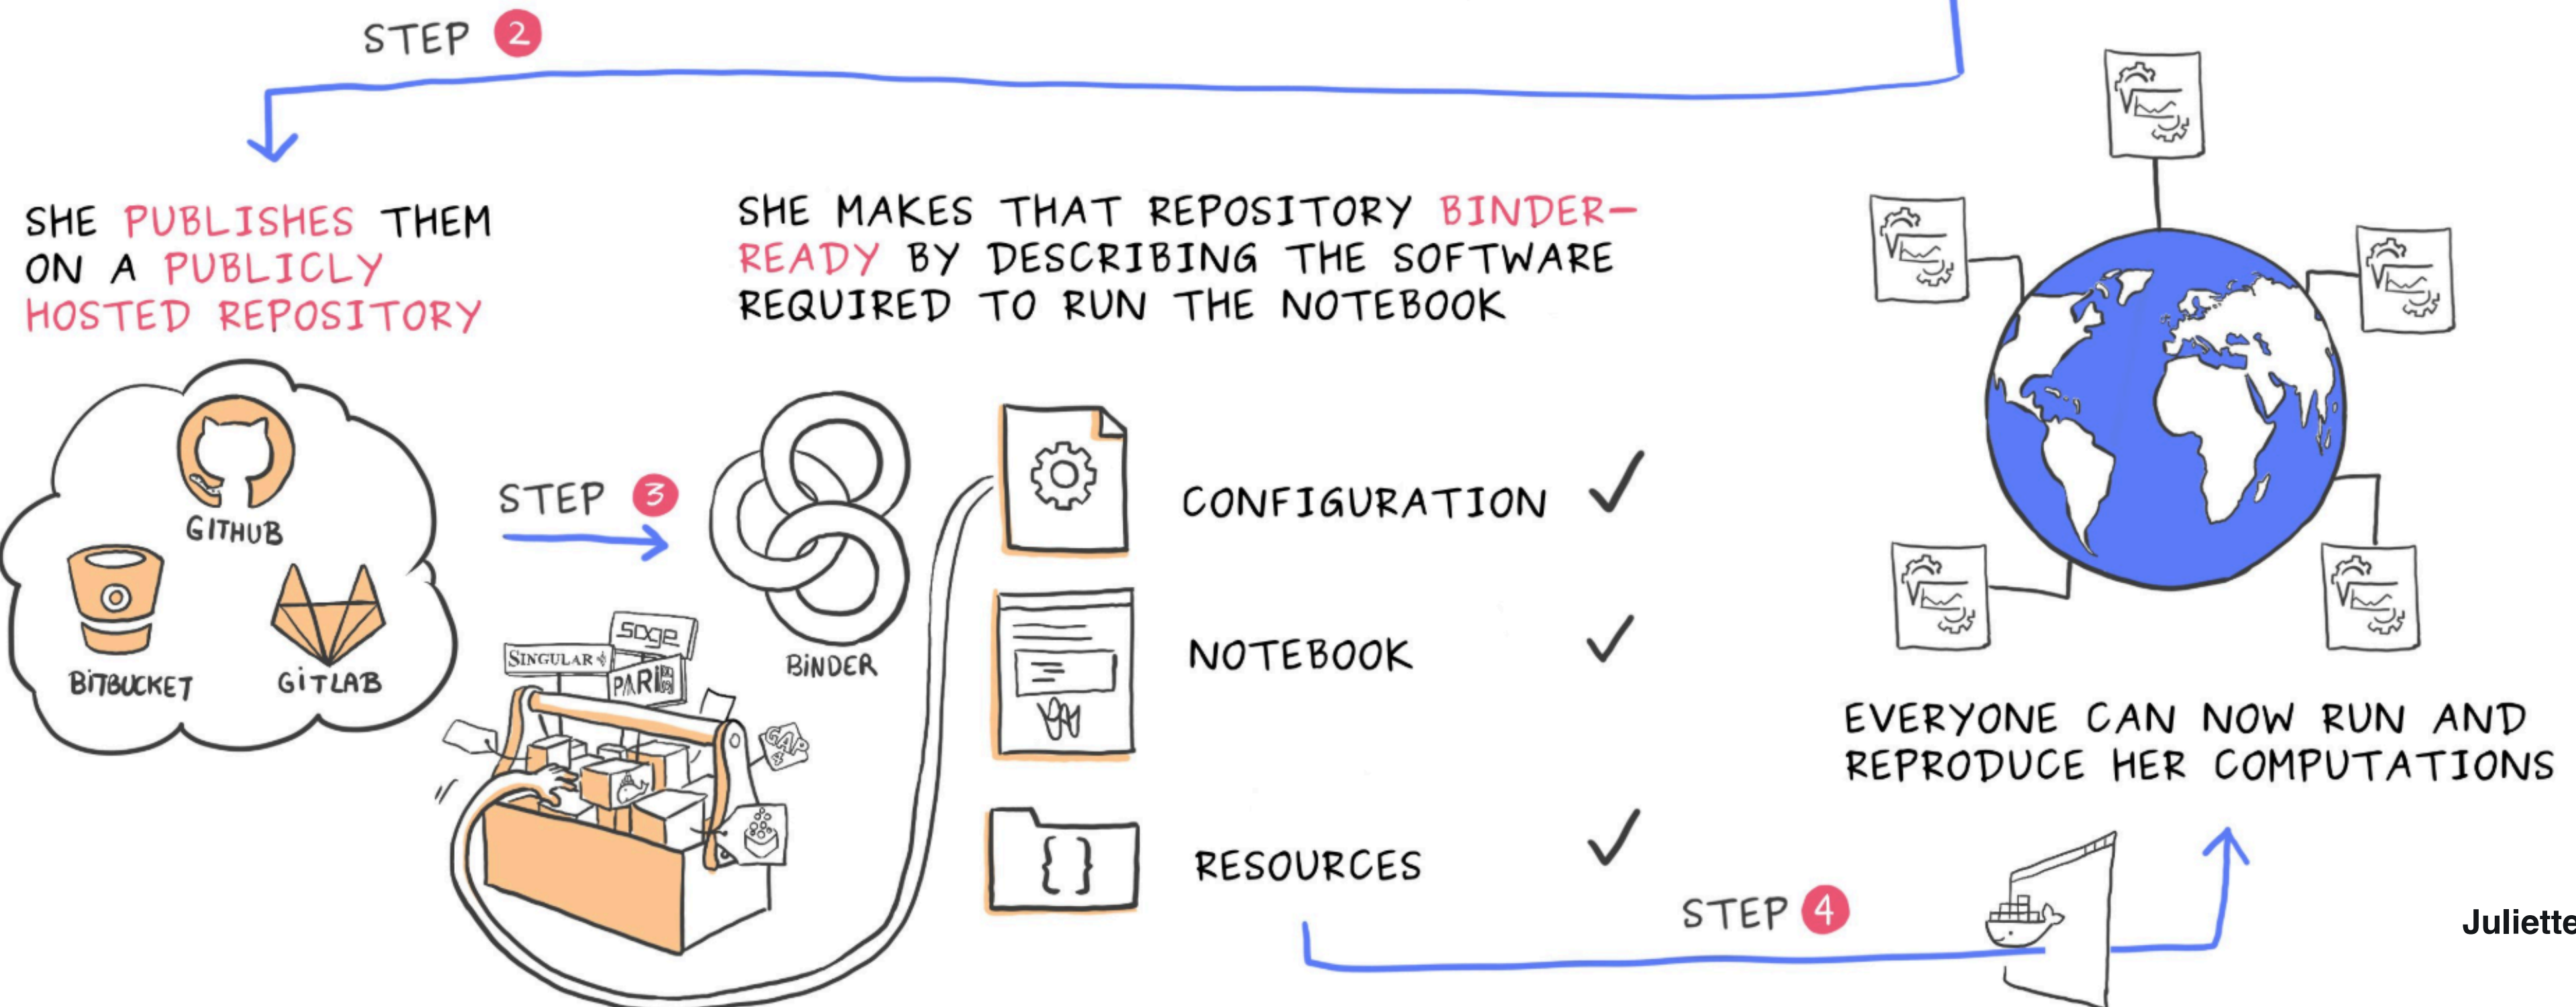 STEP 2
SHE PUBLISHES THEM
ON A PUBLICLY
HOSTED REPOSITORY
GITHUB
BITBUCKET
GITLAB
STEP 3
SHE MAKES THAT REPOSITORY BINDER-
READY BY DESCRIBING THE SOFTWARE
REQUIRED TO RUN THE NOTEBOOK
BINDER
SINGULAR
sage
PARI
GAP
4
CONFIGURATION
NOTEBOOK
{ }
RESOURCES
STEP 4
EVERYONE CAN NOW RUN AND
REPRODUCE HER COMPUTATIONS
Juliette